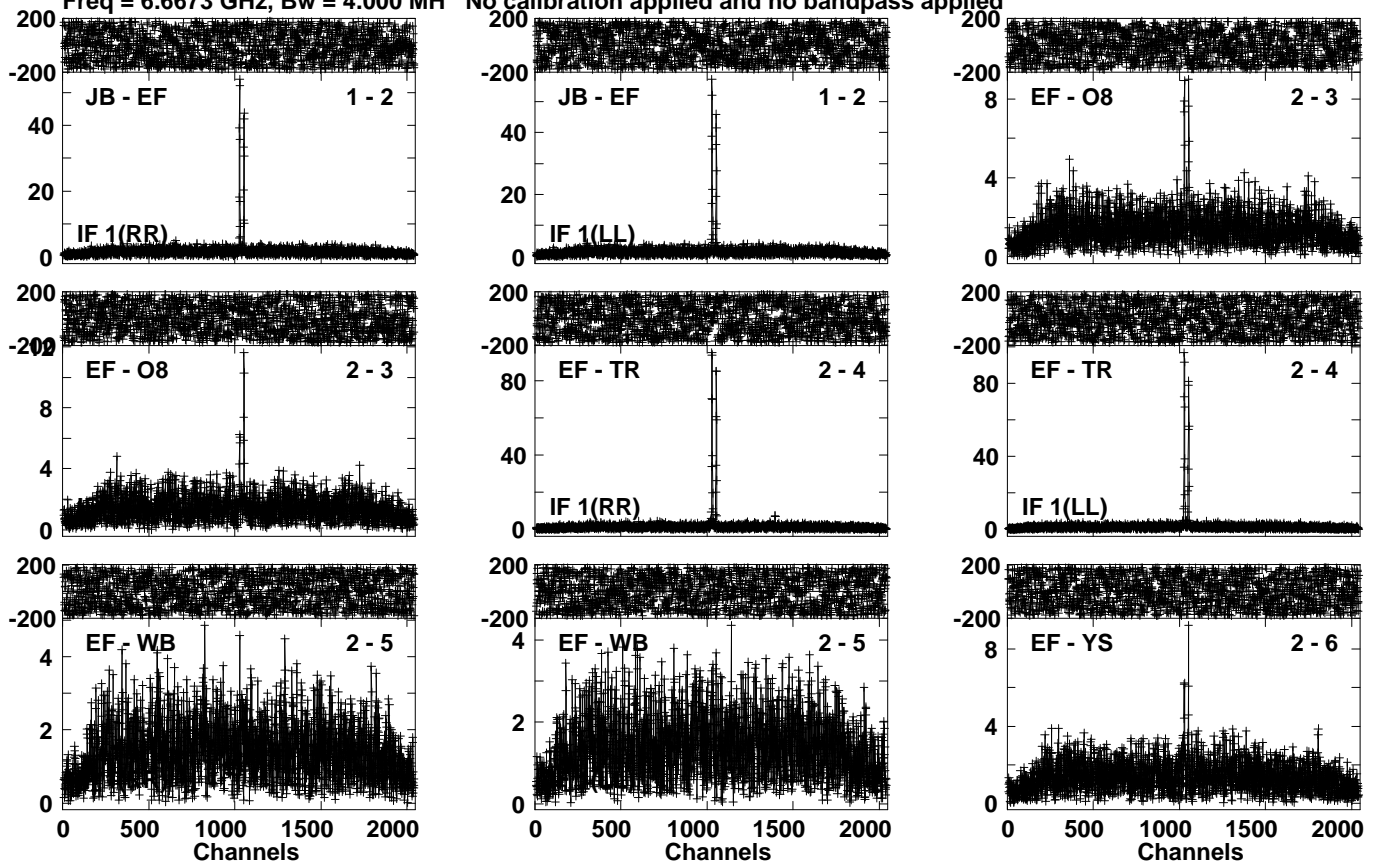 Freq = 6.6673 GHz, Bw = 4.000 MH No calibration applied and no bandpass applied
200 200 200
-200 -200
JB - EF 1 - 2 JB - EF 1 - 2 EF - O8 2 - 3
40 40 8
20 20 4
IF 1(RR) IF 1(LL)
0 0 0
200 200 200
-200 -200 -200
12
EF - O8 2 - 3 EF - TR 2 - 4 EF - TR 2 - 4
8 80 80
4 40 40
IF 1(RR) IF 1(LL)
0 0 0
200 200 200
-200 -200 -200
EF - WB 2 - 5 EF - WB 2 - 5 EF - YS 2 - 6
4 4 8
2 2 4
0 0 0
0 500 1000 1500 2000 0 500 1000 1500 2000 0 500 1000 1500 2000
Channels Channels Channels